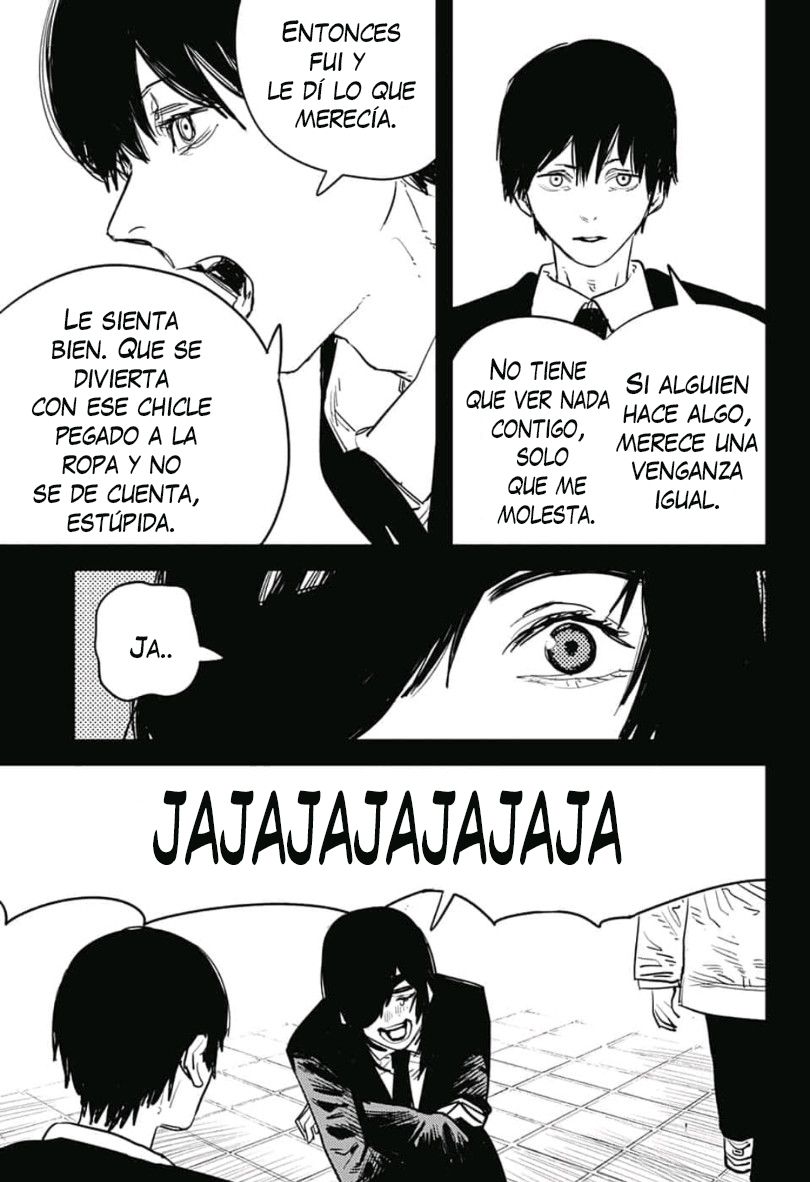 SI ALGUIEN
HACE ALGO,
MERECE UNA
VENGANZA
IGUAL.
NO TIENE
QUE VER NADA
CONTIGO,
SOLO
QUE ME
MOLESTA.
ENTONCES
FUI Y
LE DÍ LO QUE
MERECÍA.
LE SIENTA
BIEN. QUE SE
DIVIERTA
CON ESE CHICLE
PEGADO A LA
ROPA Y NO
SE DE CUENTA,
ESTÚPIDA.
JA..
JAJAJAJAJAJAJA